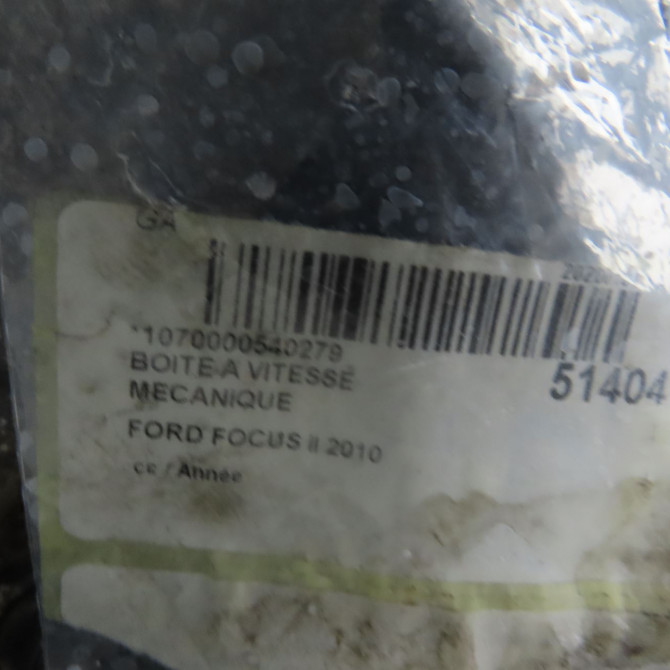 GA
*1070000540279
BOITE A VITESSE
51404
MECANIQUE
FORD FOCUS II 2010
cc / Année